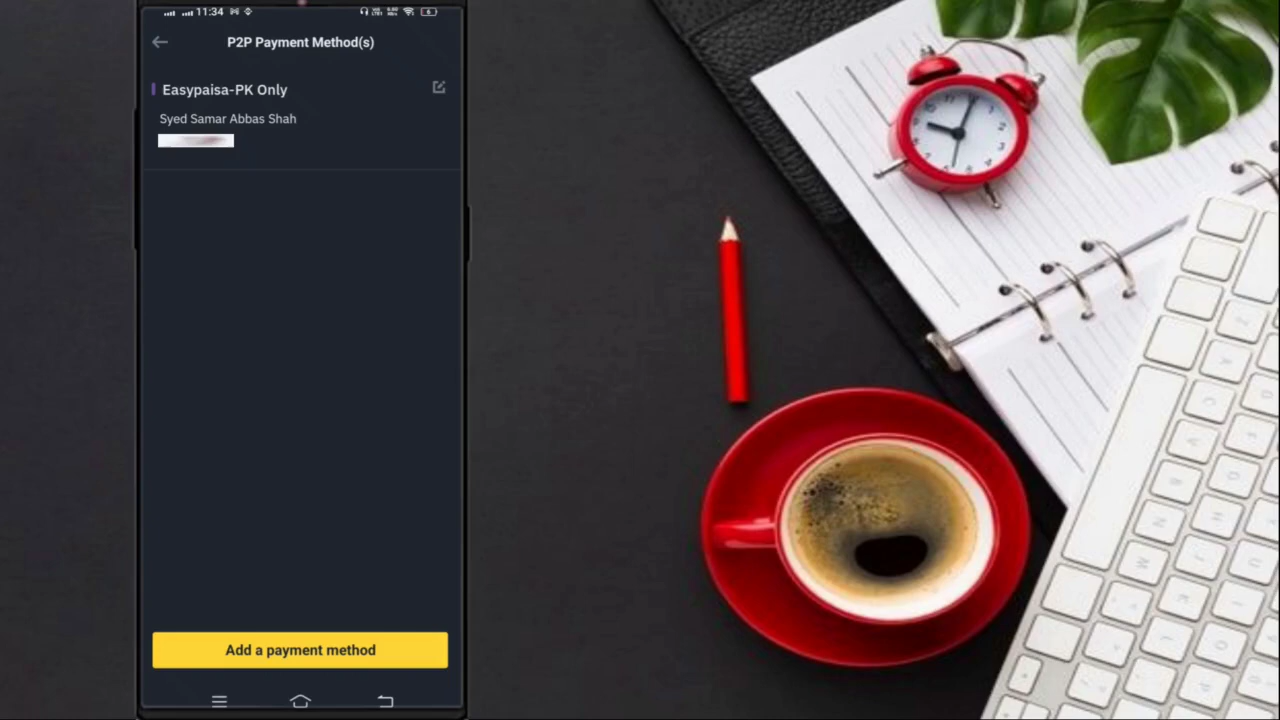 11:34
P2P Payment Method(s)
Easypaisa-PK Only
Syed Samar Abbas Shah
Add a payment method